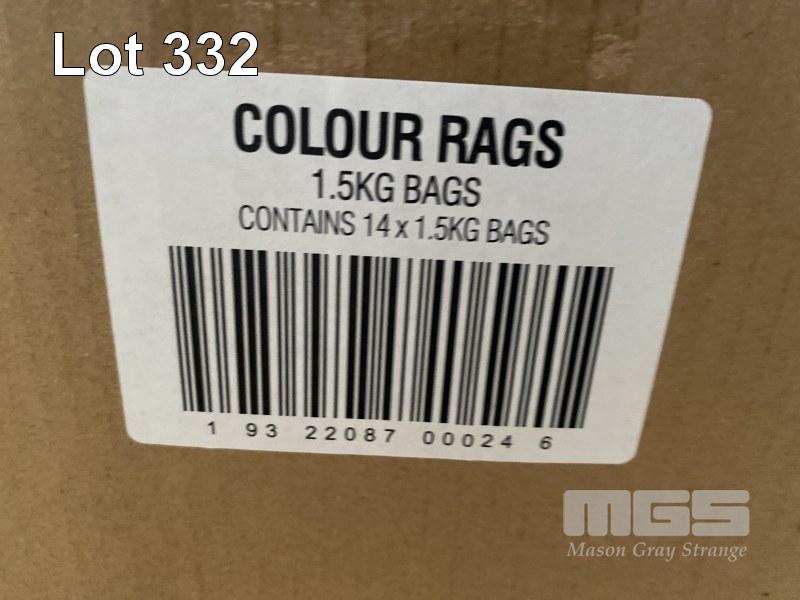 Lot 332
COLOUR RAGS
1.5KG BAGS
CONTAINS 14 x 1.5KG BAGS
1 93 22087 00024 6
MGS
Mason Gray Strange